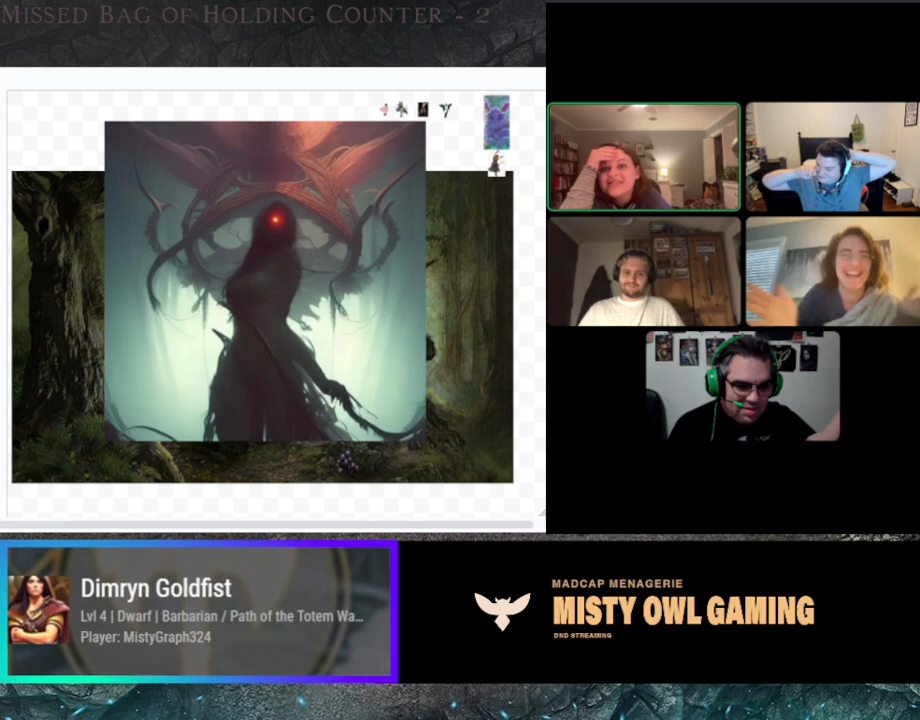 Missed Bag of Holding Counter - 2
Dimryn Goldfist
Lvl 4 | Dwarf | Barbarian / Path of the Totem Wa...
Player: MistyGraph324
MADCAP MENAGERIE
MISTY OWL GAMING
DND STREAMING